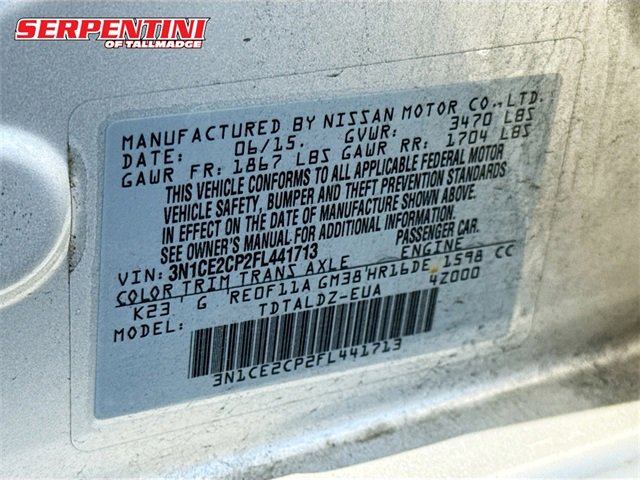 SERPENTINI
OF TALLMADGE
MANUFACTURED BY NISSAN MOTOR CO.,LTD.
DATE: 06/15. GVWR: 3470 LBS
GAWR FR: 1867 LBS GAWR RR: 1704 LBS
THIS VEHICLE CONFORMS TO ALL APPLICABLE FEDERAL MOTOR
VEHICLE SAFETY, BUMPER AND THEFT PREVENTION STANDARDS
IN EFFECT ON THE DATE OF MANUFACTURE SHOWN ABOVE.
SEE OWNER'S MANUAL FOR ADDITIONAL INFORMATION.
VIN: 3N1CE2CP2FL441713 PASSENGER CAR.
COLOR TRIM TRANS AXLE ENGINE
K23 G RE0F11A GM38 HR16DE 1598 CC
MODEL: TDTALDZ-EUA 4Z000
3N1CE2CP2FL441713